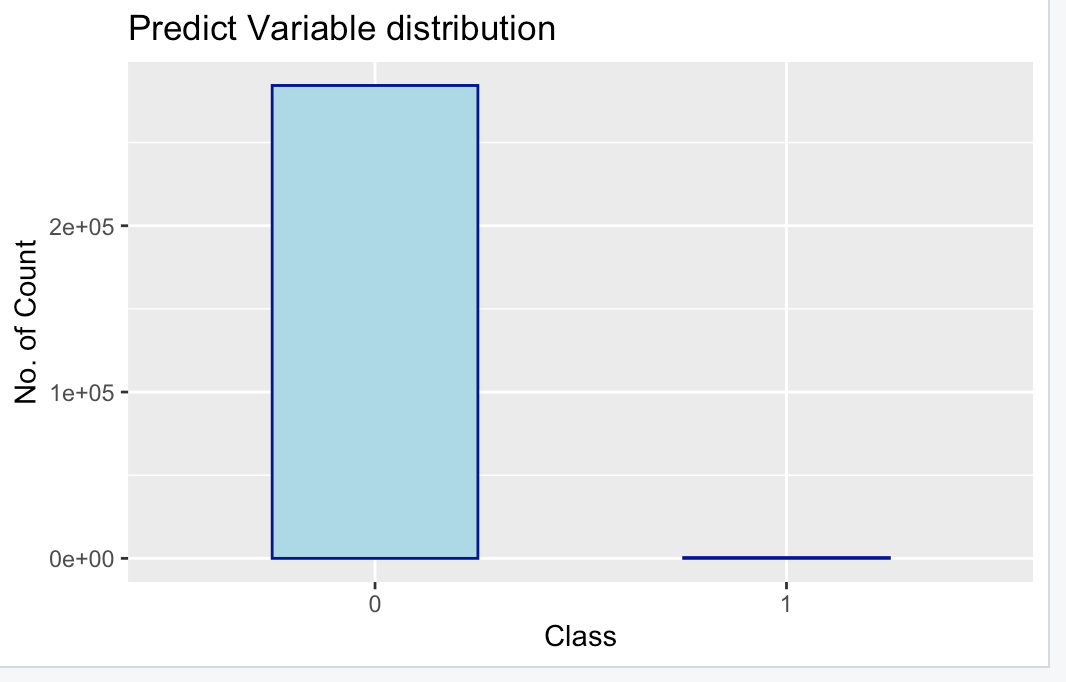 Predict Variable distribution
No. of Count
2e+05
1e+05
0e+00
0
1
Class